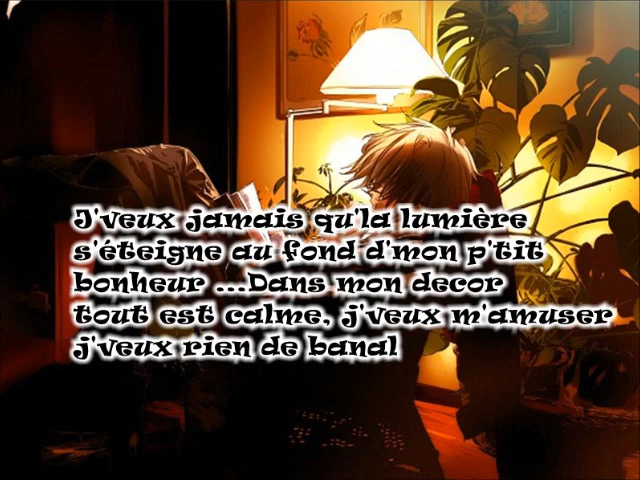 J'veux jamais qu'la lumière
s'éteigne au fond d'mon p'tit
bonheur ...Dans mon decor
tout est calme, j'veux m'amuser
j'veux rien de banal